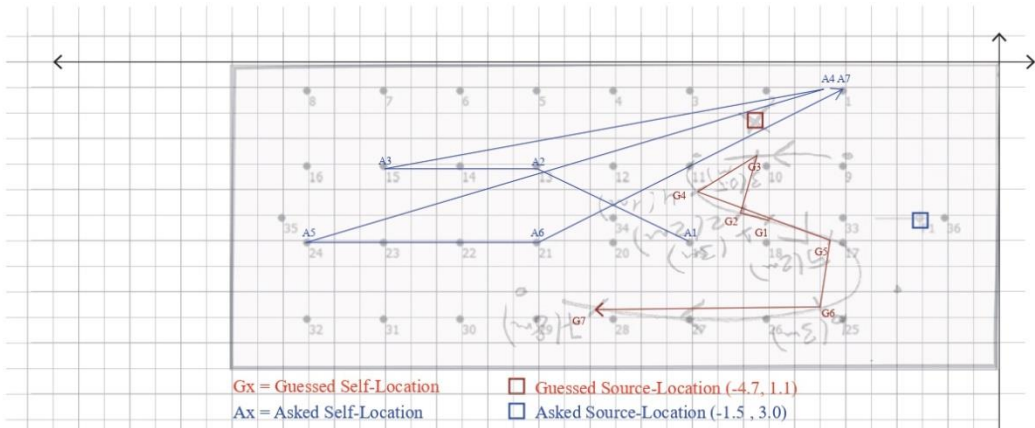 A4 A7
8 7 6 5 4 3 2 1
A3 A2 G3
16 15 14 13 12 11 10 9
G4
G2 G1
35 34 33 36
A5 A6 A1 G5
24 23 22 21 18 17
G6
G7
32 31 30 29 28 27 26 25
Gx = Guessed Self-Location
Guessed Source-Location (-4.7, 1.1)
Ax = Asked Self-Location
Asked Source-Location (-1.5 , 3.0)